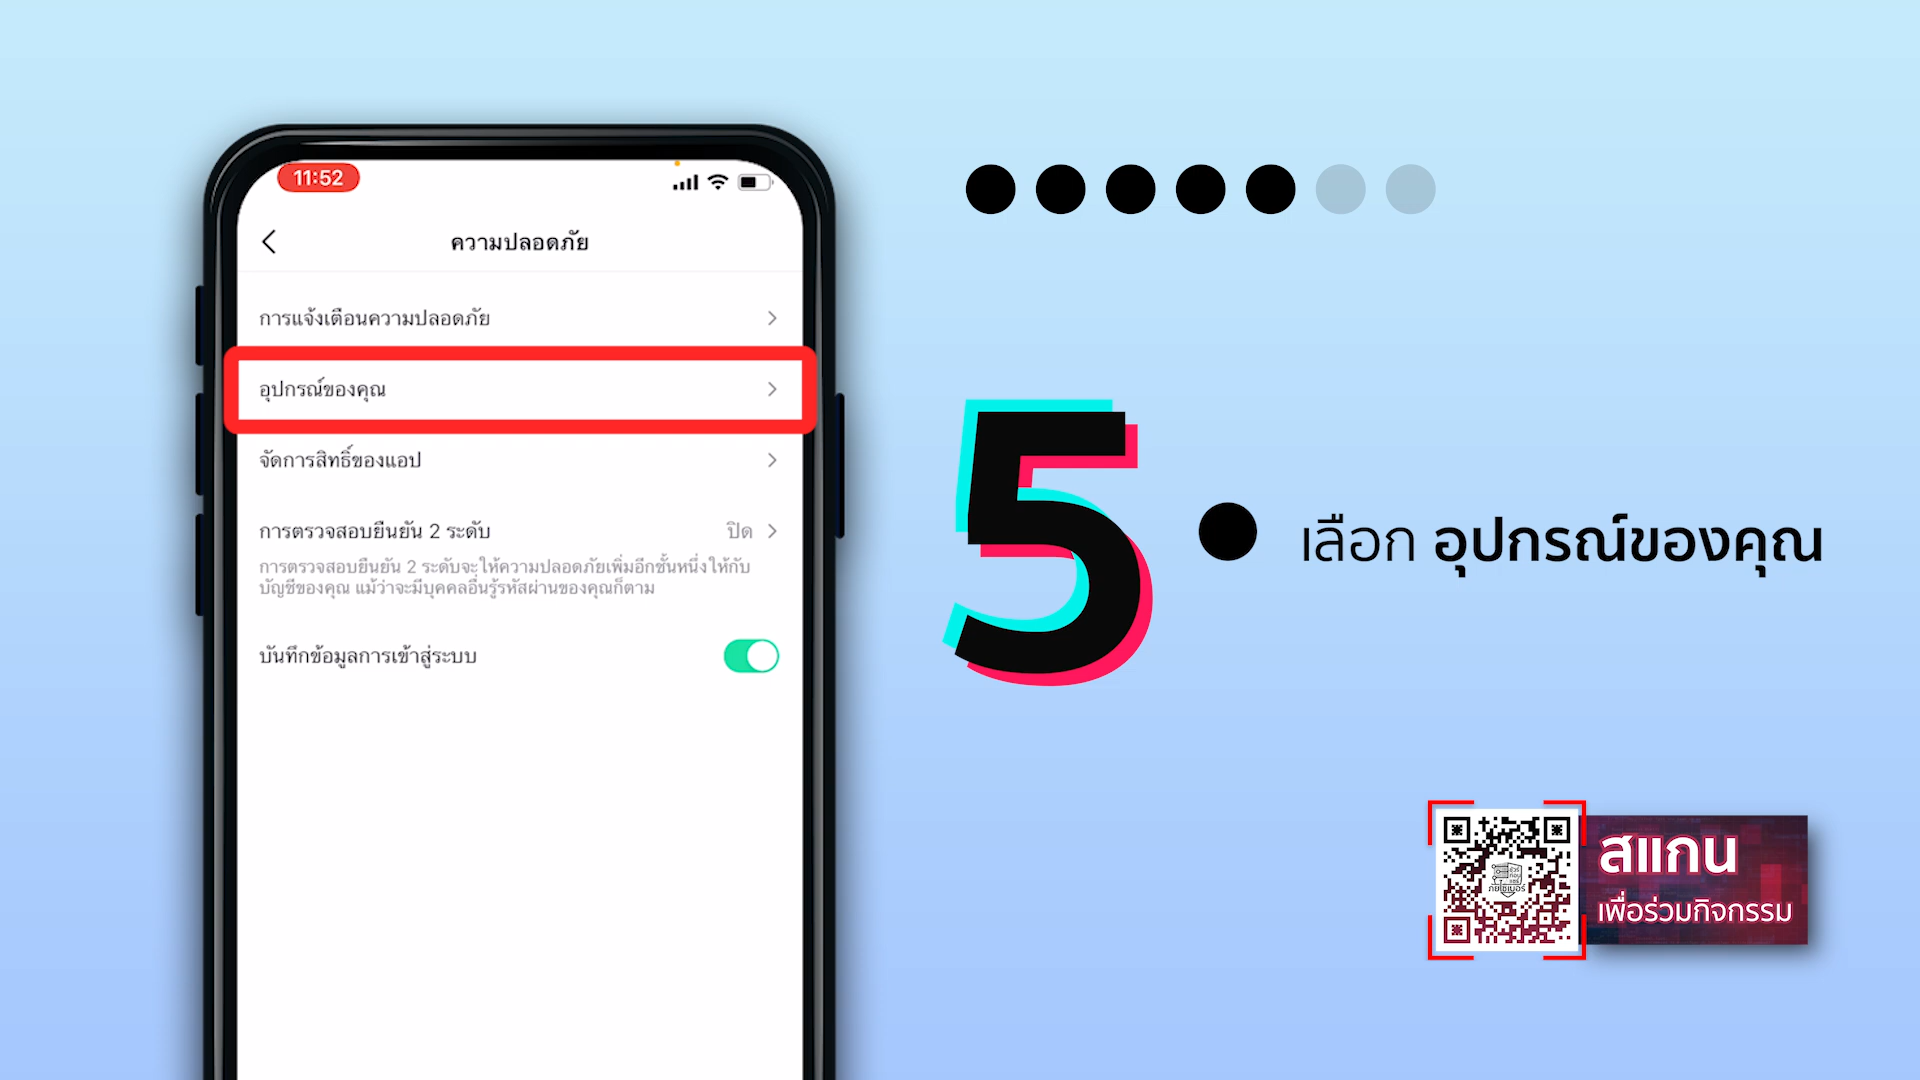 11:52
ความปลอดภัย
การแจ้งเตือนความปลอดภัย
อุปกรณ์ของคุณ
จัดการสิทธิ์ของแอป
การตรวจสอบยืนยัน 2 ระดับ ปิด
การตรวจสอบยืนยัน 2 ระดับจะให้ความปลอดภัยเพิ่มอีกชั้นหนึ่งให้กับ
บัญชีของคุณ แม้ว่าจะมีบุคคลอื่นรู้รหัสผ่านของคุณก็ตาม
บันทึกข้อมูลการเข้าสู่ระบบ
5
เลือก อุปกรณ์ของคุณ
สแกน
เพื่อร่วมกิจกรรม